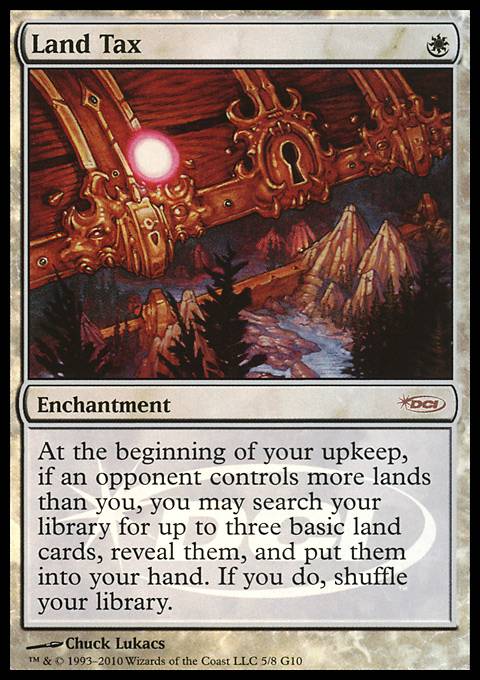 Land Tax
Enchantment
DCI
At the beginning of your upkeep,
if an opponent controls more lands
than you, you may search your
library for up to three basic land
cards, reveal them, and put them
into your hand. If you do, shuffle
your library.
DCI
Chuck Lukacs
™ & © 1993–2010 Wizards of the Coast LLC 5/8 G10